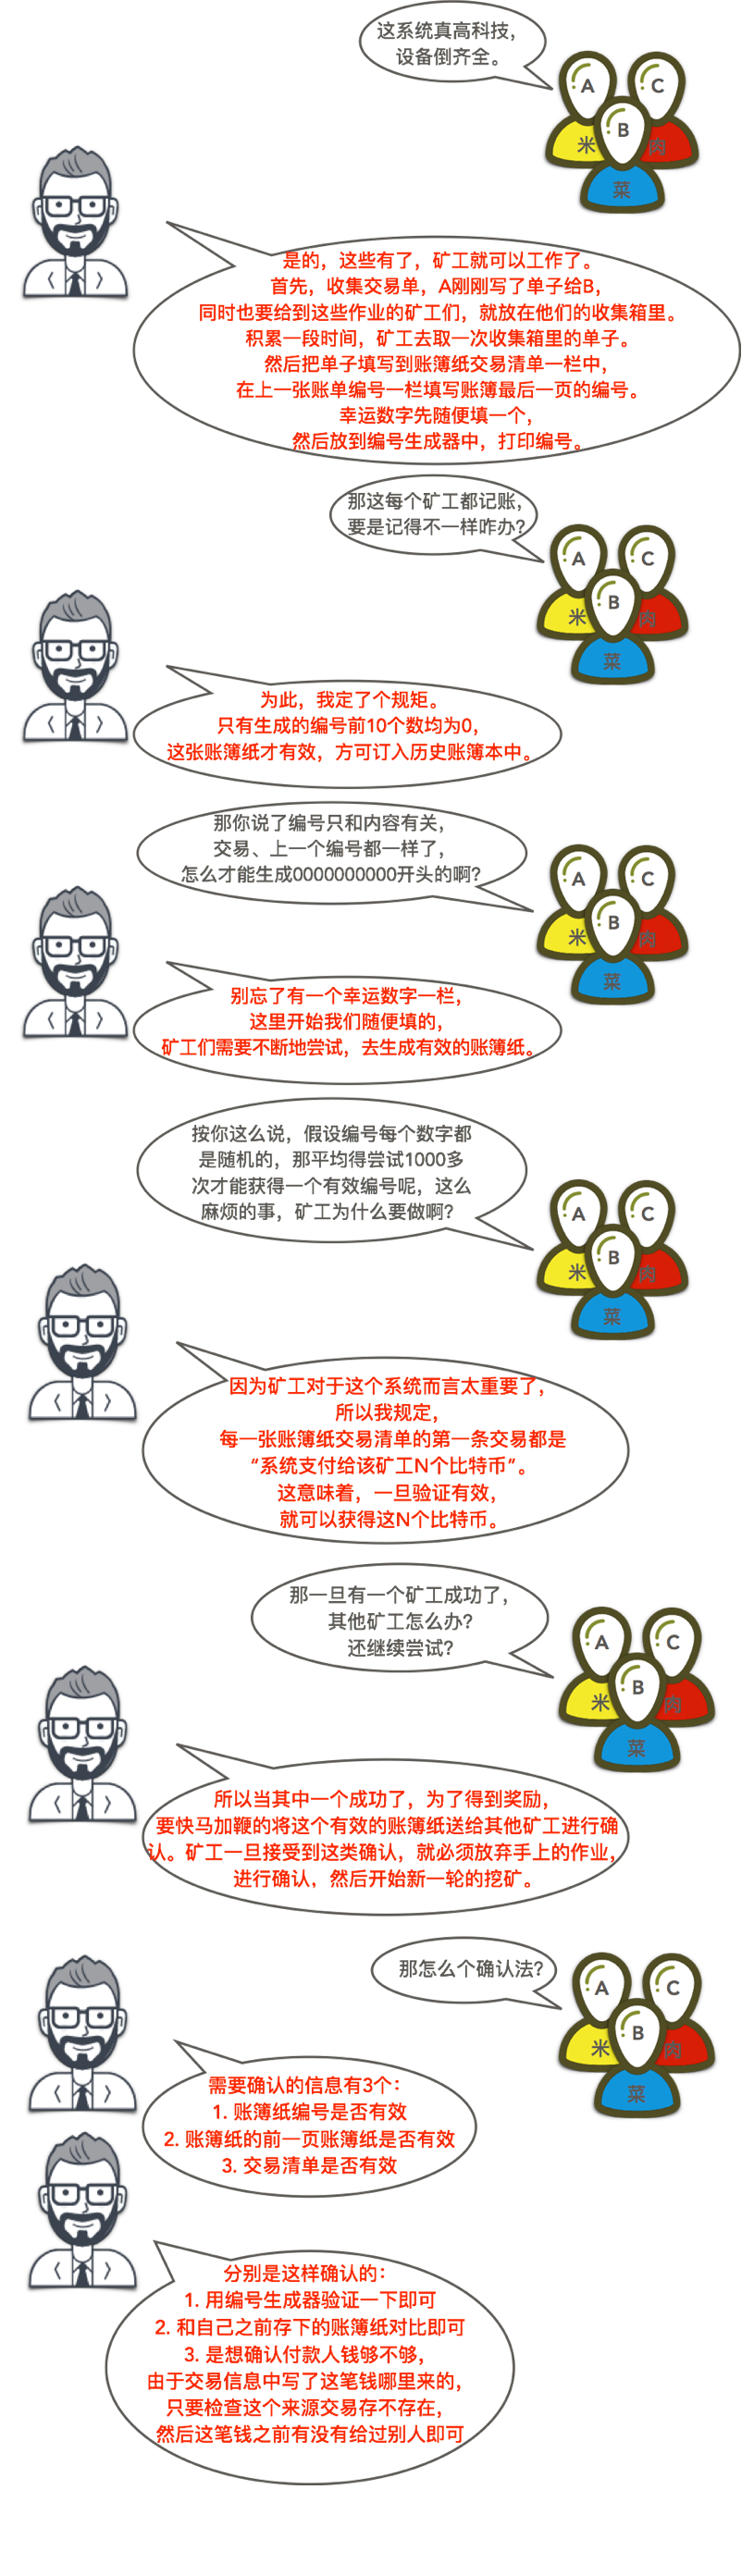 这系统真高科技，
设备倒齐全。
A
C
B
米
肉
菜
是的，这些有了，矿工就可以工作了。
首先，收集交易单，A刚刚写了单子给B，
同时也要给到这些作业的矿工们，就放在他们的收集箱里。
积累一段时间，矿工去取一次收集箱里的单子。
然后把单子填写到账簿纸交易清单一栏中，
在上一张账单编号一栏填写账簿最后一页的编号。
幸运数字先随便填一个，
然后放到编号生成器中，打印编号。
那这每个矿工都记账，
要是记得不一样咋办？
A
C
B
米
肉
菜
为此，我定了个规矩。
只有生成的编号前10个数均为0，
这张账簿纸才有效，方可订入历史账簿本中。
那你说了编号只和内容有关，
交易、上一个编号都一样了，
怎么才能生成0000000000开头的啊？
A
C
B
米
肉
菜
别忘了有一个幸运数字一栏，
这里开始我们随便填的，
矿工们需要不断地尝试，去生成有效的账簿纸。
按你这么说，假设编号每个数字都
是随机的，那平均得尝试1000多
次才能获得一个有效编号呢，这么
麻烦的事，矿工为什么要做啊？
A
C
B
米
肉
菜
因为矿工对于这个系统而言太重要了，
所以我规定，
每一张账簿纸交易清单的第一条交易都是
“系统支付给该矿工N个比特币”。
这意味着，一旦验证有效，
就可以获得这N个比特币。
那一旦有一个矿工成功了，
其他矿工怎么办？
还继续尝试？
A
C
B
米
肉
菜
所以当其中一个成功了，为了得到奖励，
要快马加鞭的将这个有效的账簿纸送给其他矿工进行确
认。矿工一旦接受到这类确认，就必须放弃手上的作业，
进行确认，然后开始新一轮的挖矿。
那怎么个确认法？
A
C
B
米
肉
菜
需要确认的信息有3个：
1. 账簿纸编号是否有效
2. 账簿纸的前一页账簿纸是否有效
3. 交易清单是否有效
分别是这样确认的：
1. 用编号生成器验证一下即可
2. 和自己之前存下的账簿纸对比即可
3. 是想确认付款人钱够不够，
由于交易信息中写了这笔钱哪里来的，
只要检查这个来源交易存不存在，
然后这笔钱之前有没有给过别人即可